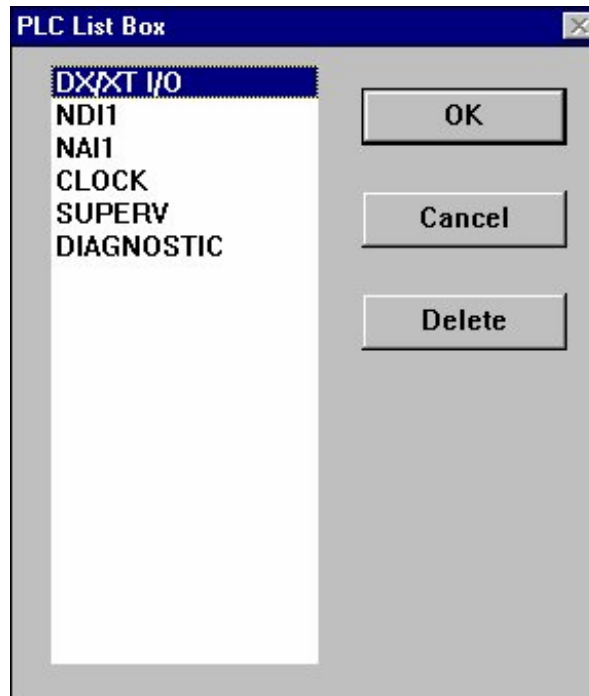 PLC List Box
DX/XT I/O
NDI1
NAI1
CLOCK
SUPERV
DIAGNOSTIC
OK
Cancel
Delete